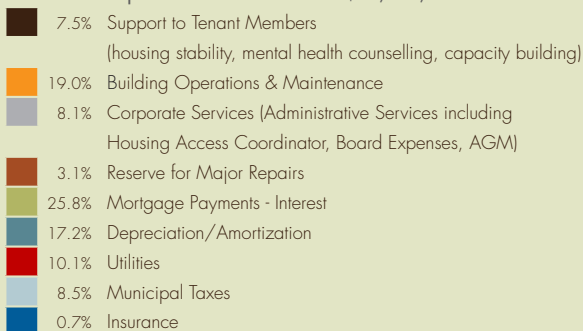 7.5% Support to Tenant Members
(housing stability, mental health counselling, capacity building)
19.0% Building Operations & Maintenance
8.1% Corporate Services (Administrative Services including
Housing Access Coordinator, Board Expenses, AGM)
3.1% Reserve for Major Repairs
25.8% Mortgage Payments - Interest
17.2% Depreciation/Amortization
10.1% Utilities
8.5% Municipal Taxes
0.7% Insurance